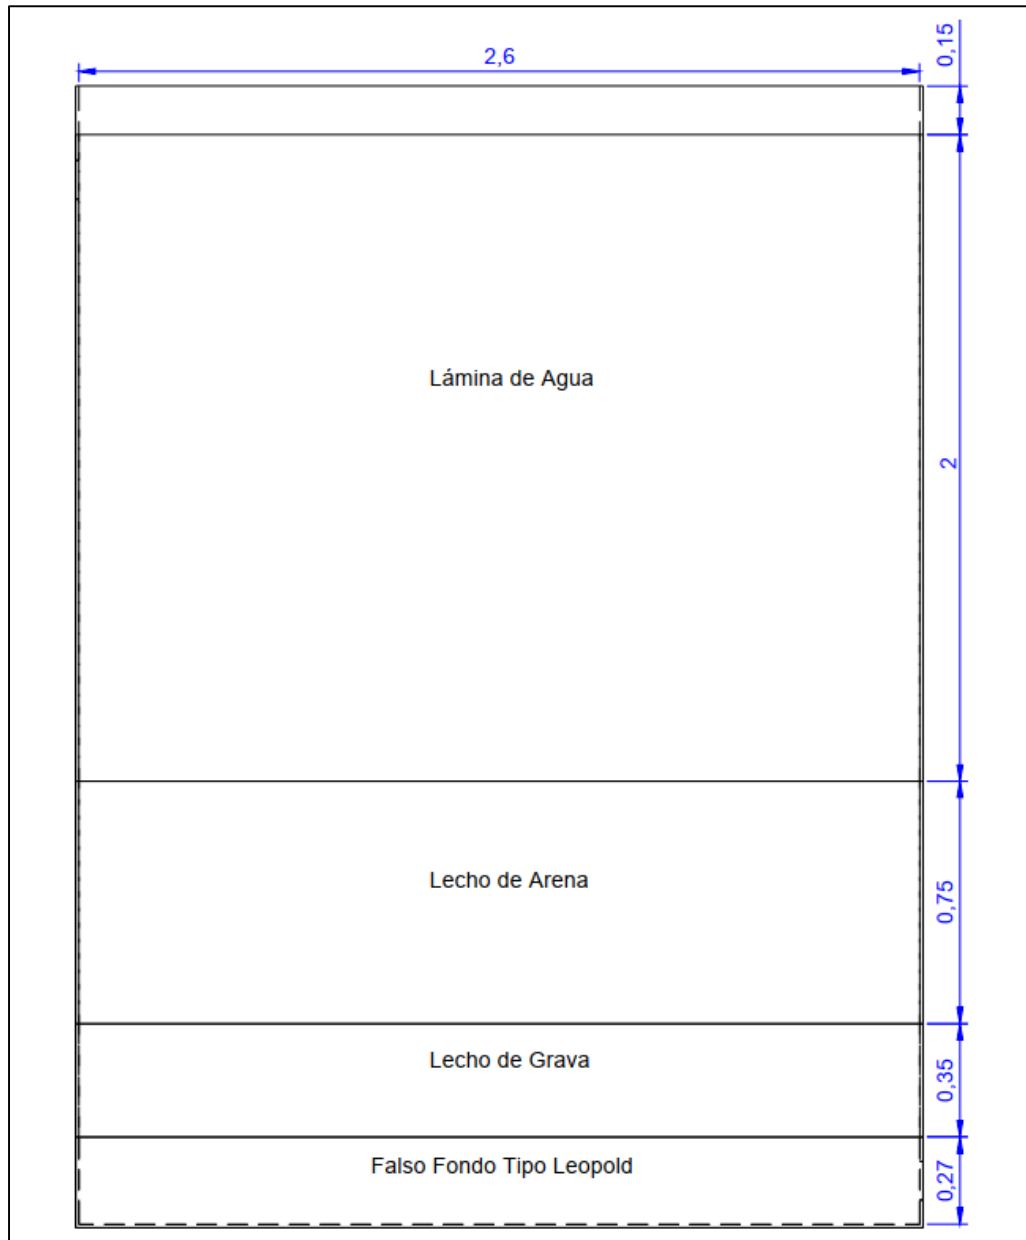 0,15
2,6
Lámina de Agua
2
Lecho de Arena
0,75
Lecho de Grava
0,35
Falso Fondo Tipo Leopold
0,27